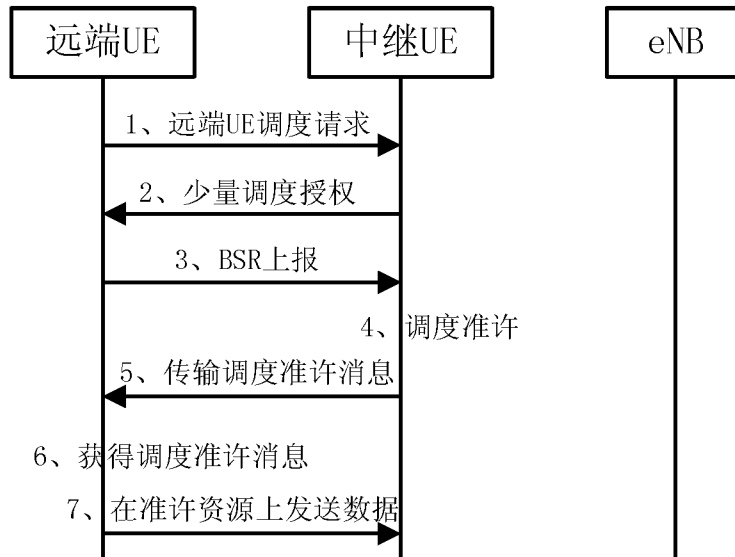 远端UE
中继UE
eNB
1、远端UE调度请求
2、少量调度授权
3、BSR上报
4、调度准许
5、传输调度准许消息
6、获得调度准许消息
7、在准许资源上发送数据